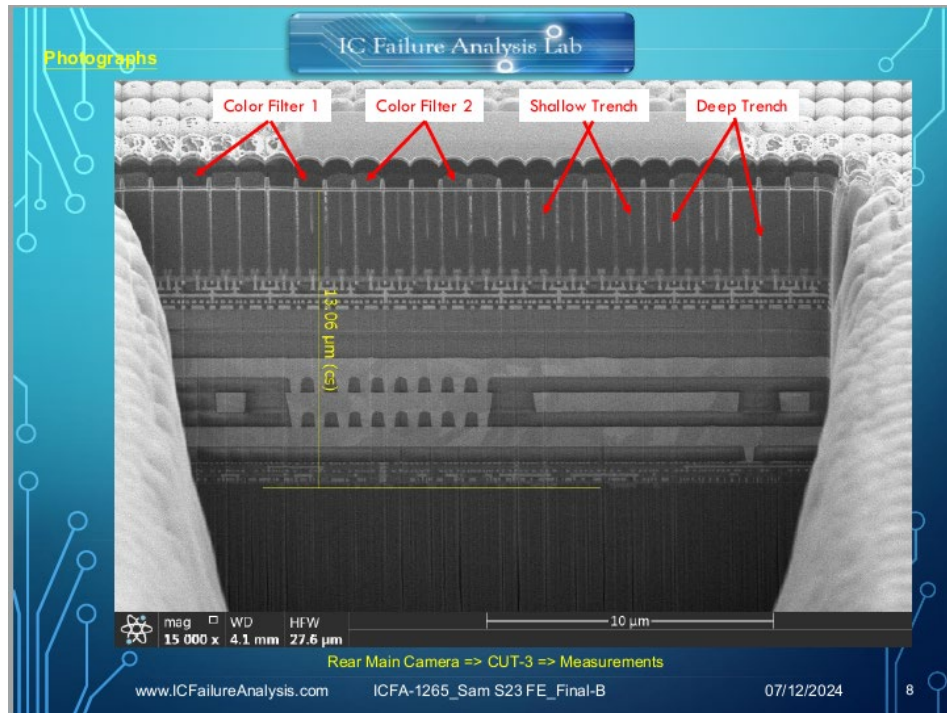 IC Failure Analysis Lab
Photographs
Color Filter 1
Color Filter 2
Shallow Trench
Deep Trench
13.06 µm (cs)
mag
WD
HFW
15 000 x
4.1 mm
27.6 µm
10 µm
Rear Main Camera => CUT-3 => Measurements
www.ICFailureAnalysis.com
ICFA-1265_Sam S23 FE_Final-B
07/12/2024
8